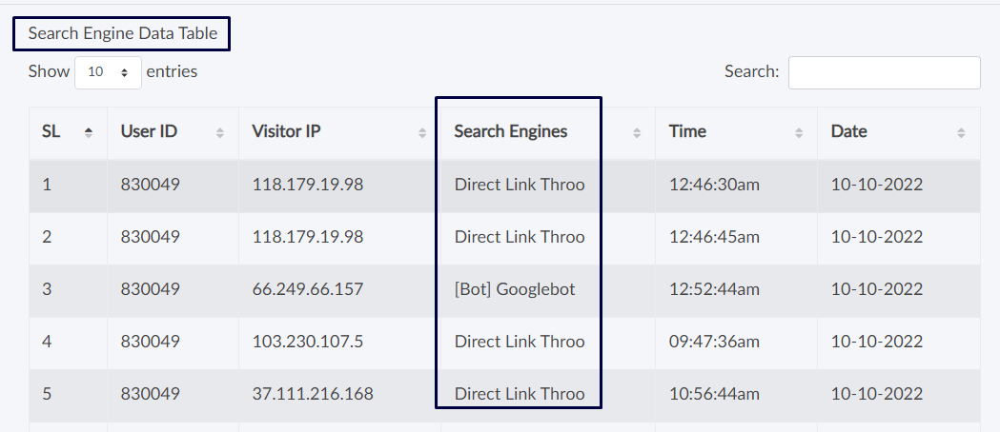 Search Engine Data Table
Show 10 entries Search:
SL User ID Visitor IP Search Engines Time Date
1 830049 118.179.19.98 Direct Link Throo 12:46:30am 10-10-2022
2 830049 118.179.19.98 Direct Link Throo 12:46:45am 10-10-2022
3 830049 66.249.66.157 [Bot] Googlebot 12:52:44am 10-10-2022
4 830049 103.230.107.5 Direct Link Throo 09:47:36am 10-10-2022
5 830049 37.111.216.168 Direct Link Throo 10:56:44am 10-10-2022